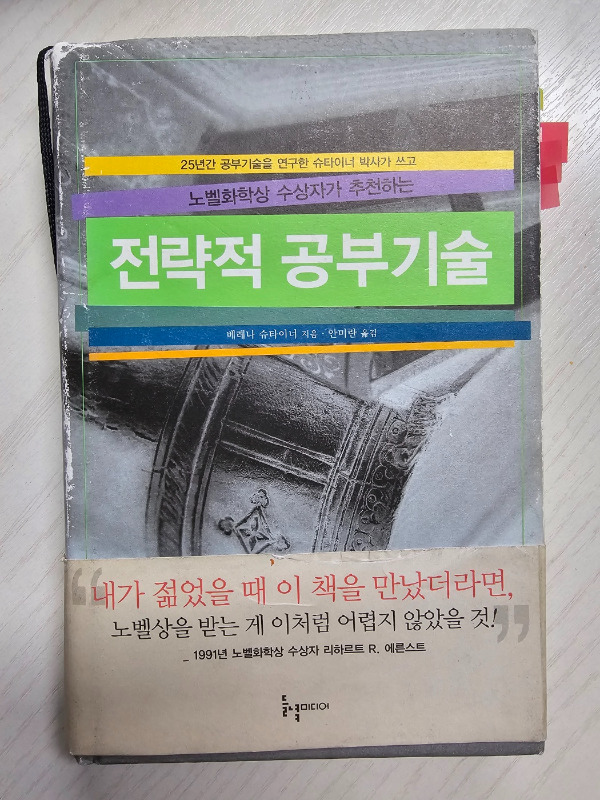 25년간 공부기술을 연구한 슈타이너 박사가 쓰고
노벨화학상 수상자가 추천하는
전략적 공부기술
베레나 슈타이너 지음 · 안미란 옮김
“내가 젊었을 때 이 책을 만났더라면,
노벨상을 받는 게 이처럼 어렵지 않았을 것!”
_ 1991년 노벨화학상 수상자 리하르트 R. 에른스트
들녘미디어